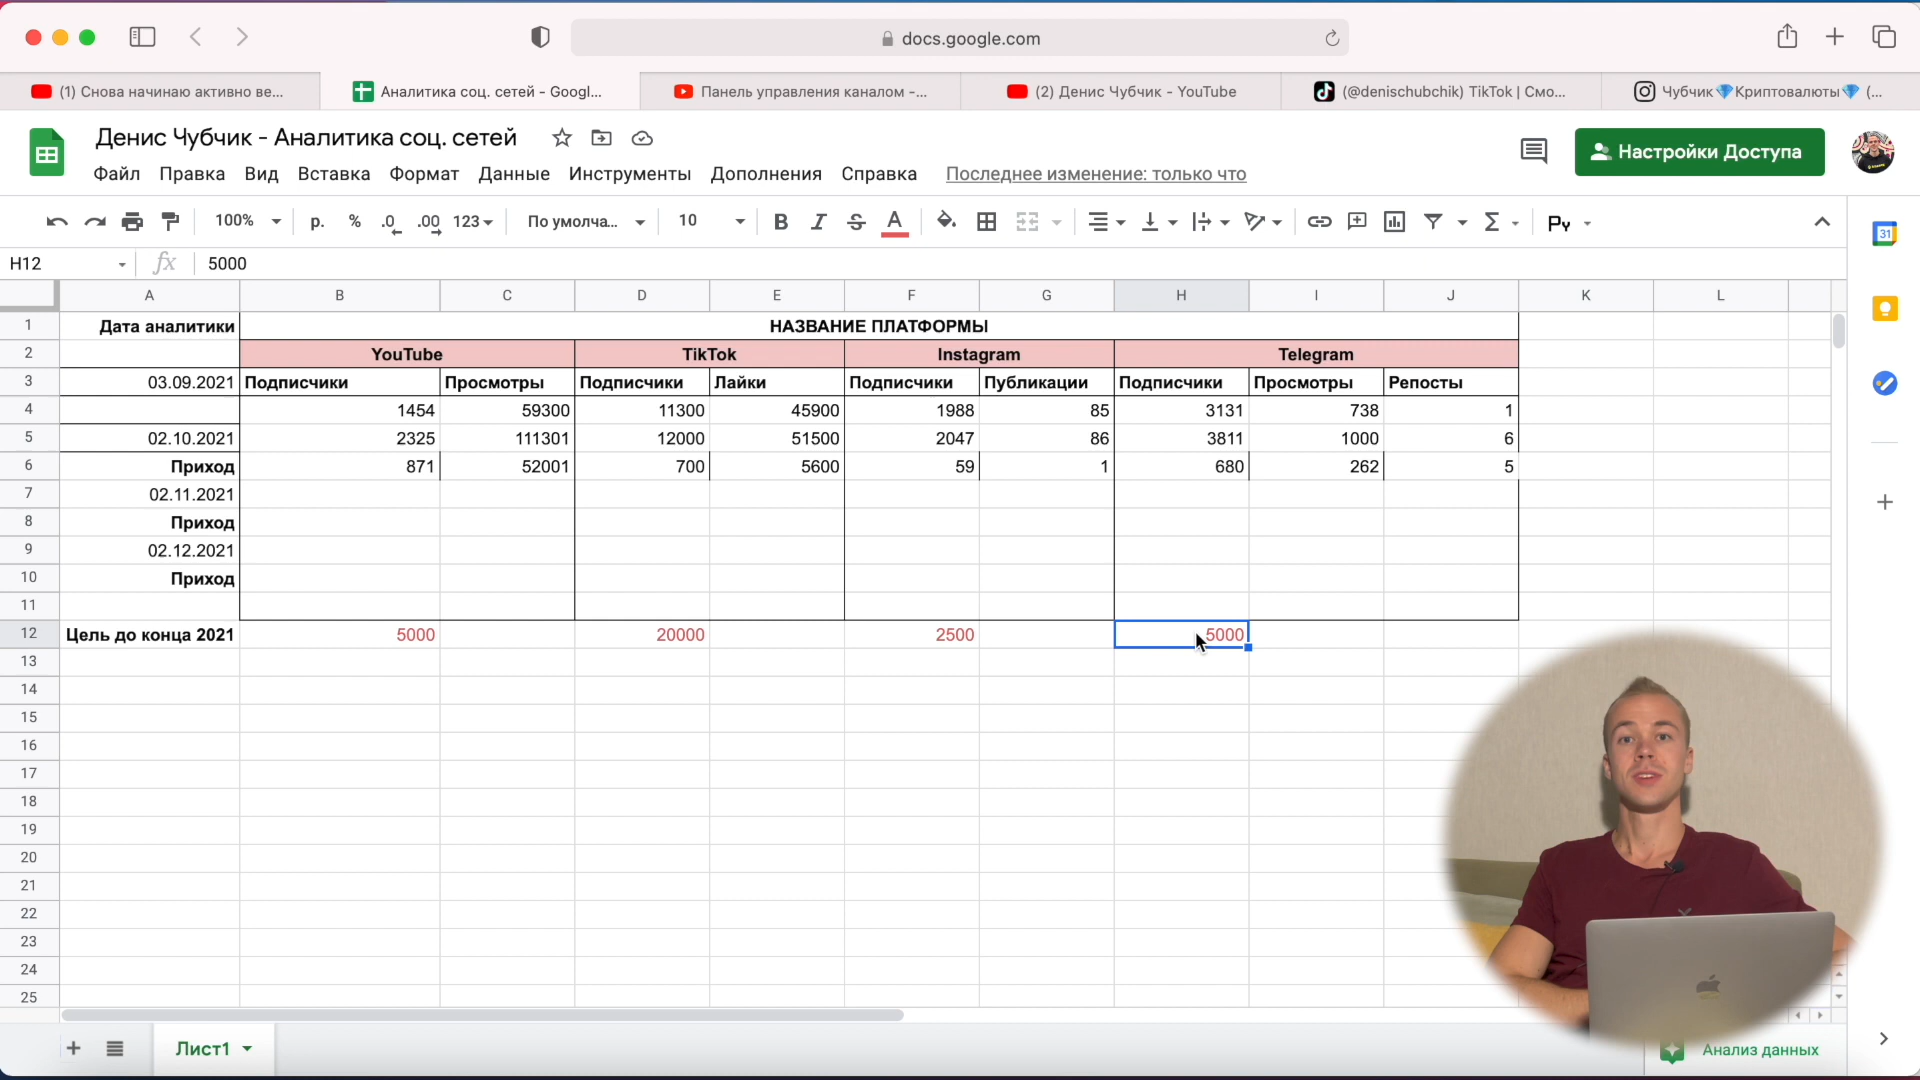 docs.google.com
(1) Снова начинаю активно ве...
Аналитика соц. сетей - Googl...
Панель управления каналом -...
(2) Денис Чубчик - YouTube
(@denischubchik) TikTok | Смо...
Чубчик💎Криптовалюты💎 (...
Денис Чубчик - Аналитика соц. сетей
Настройки Доступа
Файл Правка Вид Вставка Формат Данные Инструменты Дополнения Справка Последнее изменение: только что
100% р. % .0 .00 123 По умолча... 10 B I S A Σ Ру
31
H12 fx 5000
A B C D E F G H I J K L
1 Дата аналитики НАЗВАНИЕ ПЛАТФОРМЫ
2 YouTube TikTok Instagram Telegram
3 03.09.2021 Подписчики Просмотры Подписчики Лайки Подписчики Публикации Подписчики Просмотры Репосты
4 1454 59300 11300 45900 1988 85 3131 738 1
5 02.10.2021 2325 111301 12000 51500 2047 86 3811 1000 6
6 Приход 871 52001 700 5600 59 1 680 262 5
7 02.11.2021
8 Приход
9 02.12.2021
10 Приход
11
12 Цель до конца 2021 5000 20000 2500 5000
13
14
15
16
17
18
19
20
21
22
23
24
25
Лист1
Анализ данных